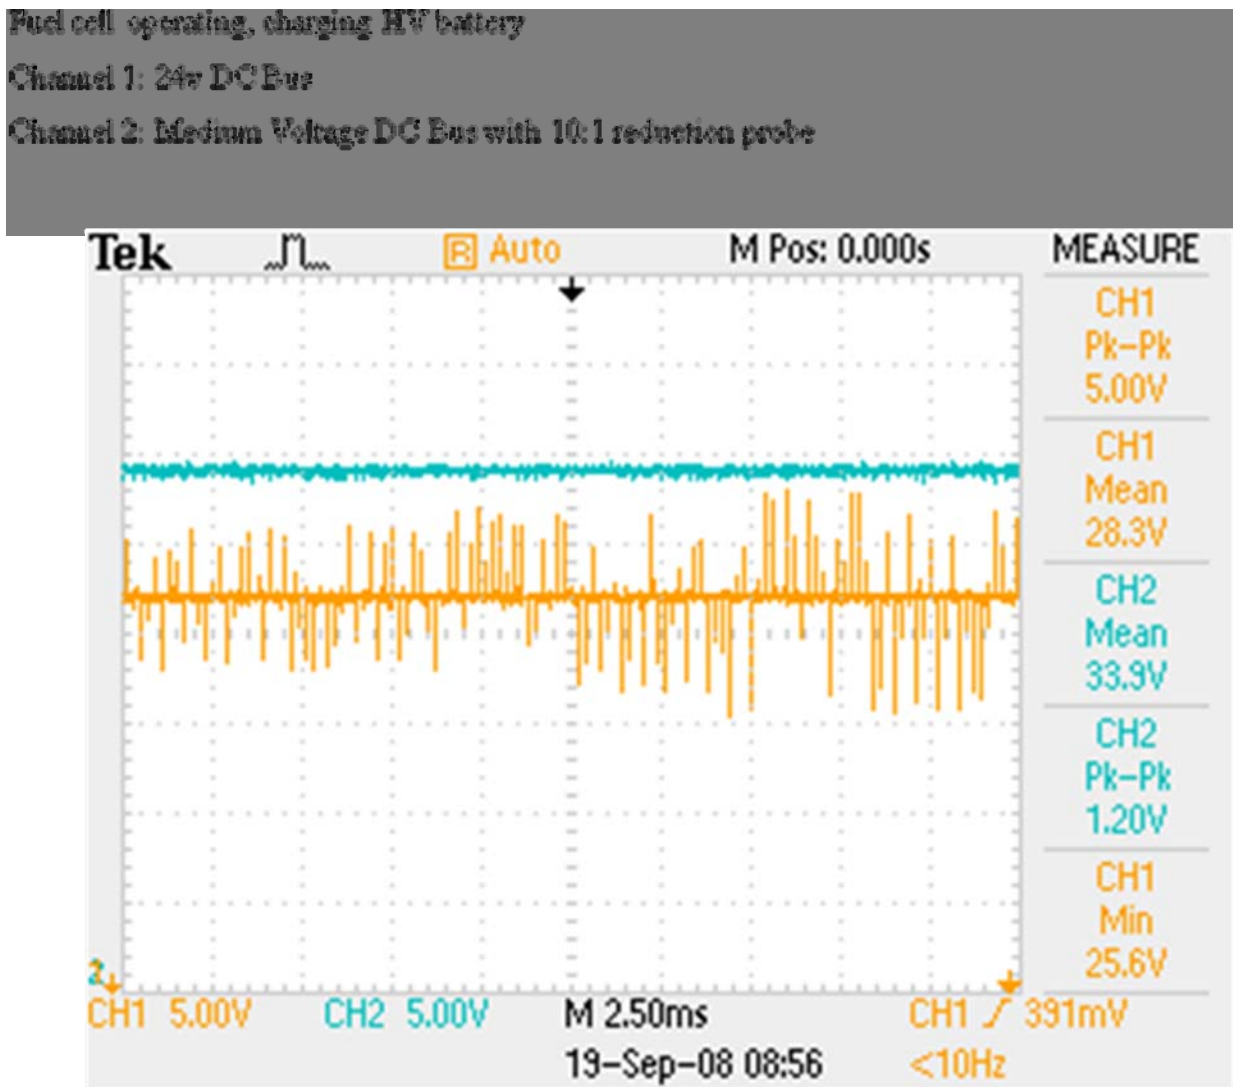 Fuel cell operating, charging HV battery
Channel 1: 24v DC Bus
Channel 2: Medium Voltage DC Bus with 10:1 reduction probe
Tek R Auto M Pos: 0.000s MEASURE
CH1
Pk-Pk
5.00V
CH1
Mean
28.3V
CH2
Mean
33.9V
CH2
Pk-Pk
1.20V
CH1
Min
25.6V
2
CH1 5.00V CH2 5.00V M 2.50ms CH1 391mV
19-Sep-08 08:56 <10Hz